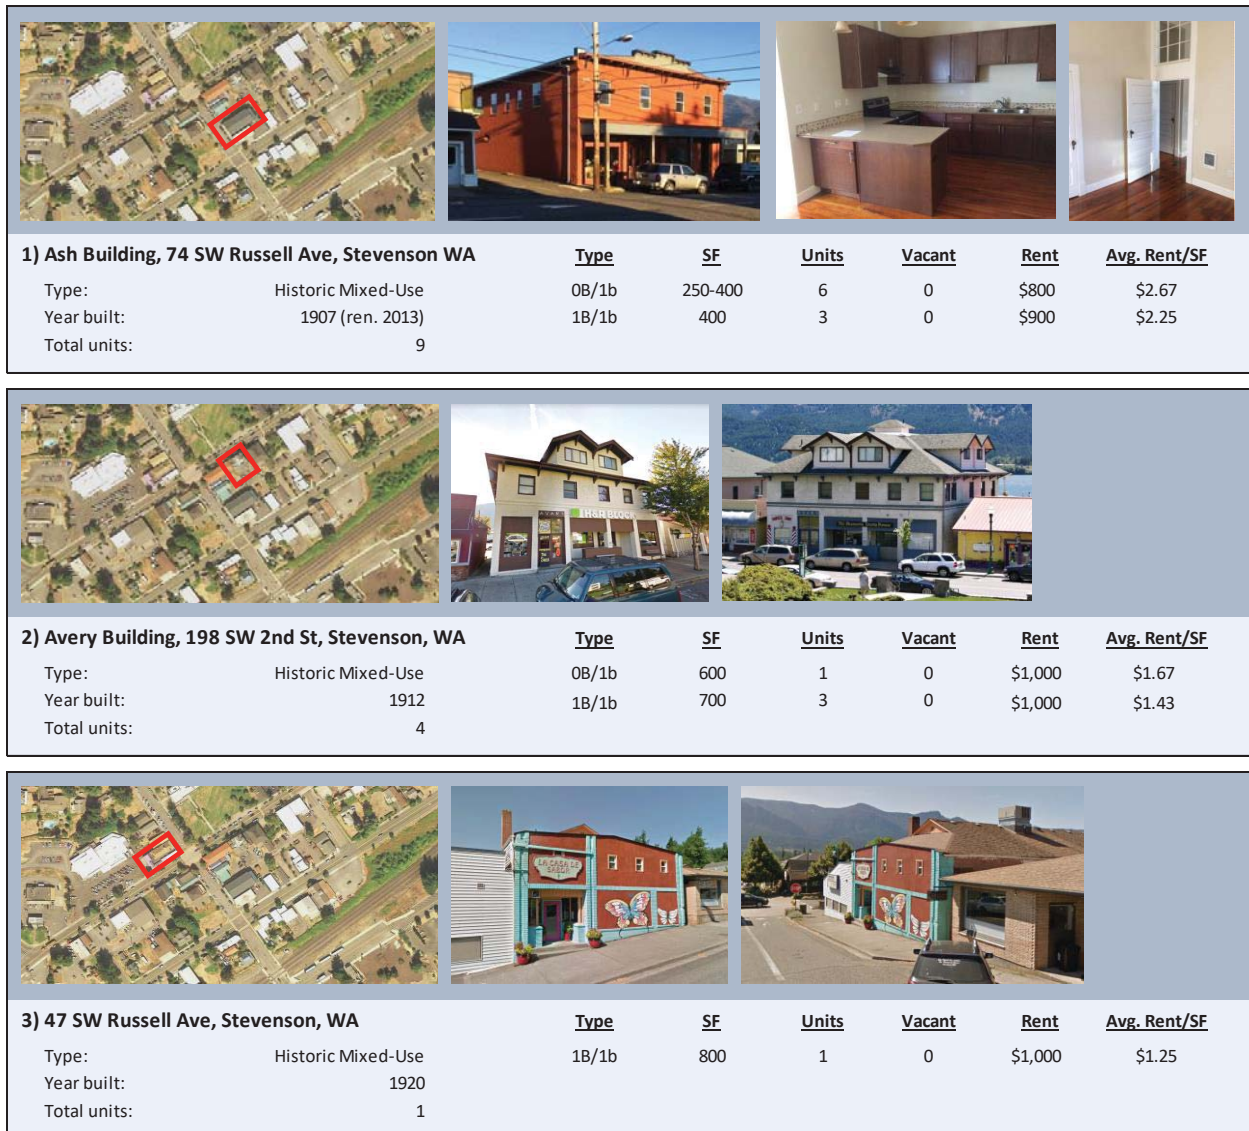 H&R BLOCK
LA CASA DE
SABOR
1) Ash Building, 74 SW Russell Ave, Stevenson WA Type SF Units Vacant Rent Avg. Rent/SF
Type: Historic Mixed-Use 0B/1b 250-400 6 0 $800 $2.67
Year built: 1907 (ren. 2013) 1B/1b 400 3 0 $900 $2.25
Total units: 9
2) Avery Building, 198 SW 2nd St, Stevenson, WA Type SF Units Vacant Rent Avg. Rent/SF
Type: Historic Mixed-Use 0B/1b 600 1 0 $1,000 $1.67
Year built: 1912 1B/1b 700 3 0 $1,000 $1.43
Total units: 4
3) 47 SW Russell Ave, Stevenson, WA Type SF Units Vacant Rent Avg. Rent/SF
Type: Historic Mixed-Use 1B/1b 800 1 0 $1,000 $1.25
Year built: 1920
Total units: 1